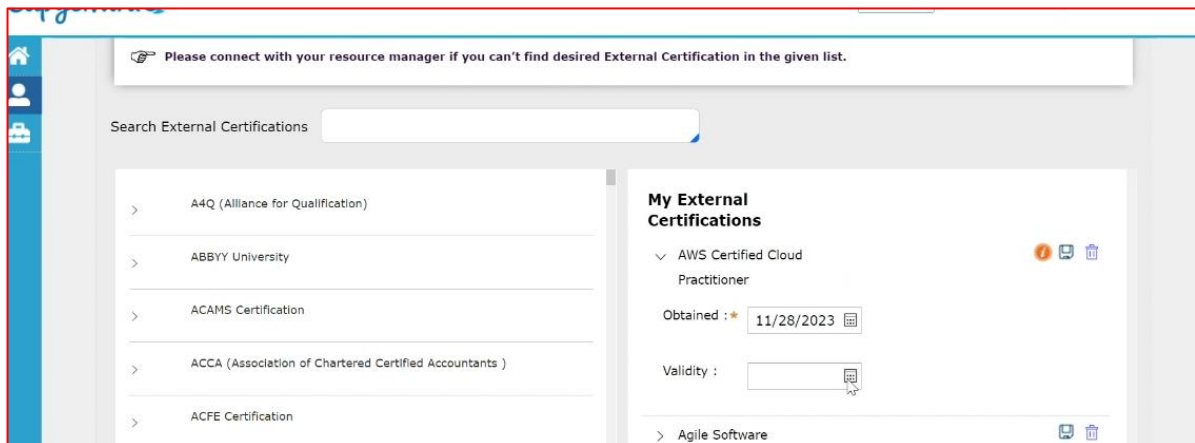 Please connect with your resource manager if you can't find desired External Certification in the given list.
Search External Certifications
A4Q (Alliance for Qualification)
ABBYY University
ACAMS Certification
ACCA (Association of Chartered Certified Accountants )
ACFE Certification
My External
Certifications
AWS Certified Cloud
Practitioner
Obtained :★ 11/28/2023
Validity :
Agile Software